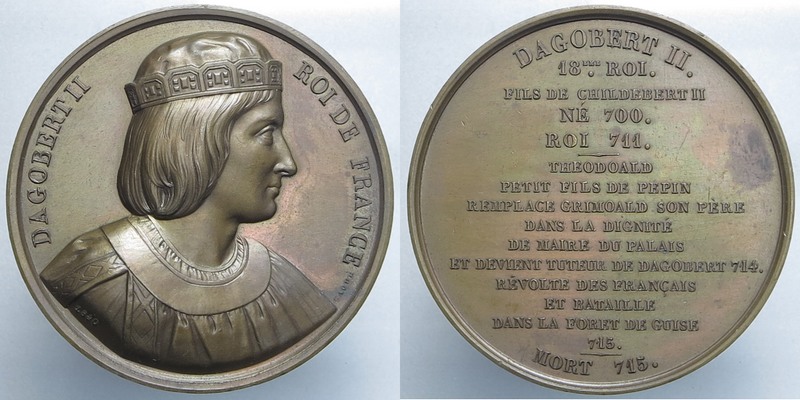 DAGOBERT II
ROI DE FRANCE
DAGOBERT II.
18me. ROI.
FILS DE CHILDEBERT II
NÉ 700.
ROI 711.
THEODOALD
PETIT FILS DE PEPIN
REMPLACE GRIMOALD SON PÈRE
DANS LA DIGNITÉ
DE MAIRE DU PALAIS
ET DEVIENT TUTEUR DE DAGOBERT 714.
RÉVOLTE DES FRANÇAIS
ET BATAILLE
DANS LA FORET DE GUISE
715.
MORT 715.